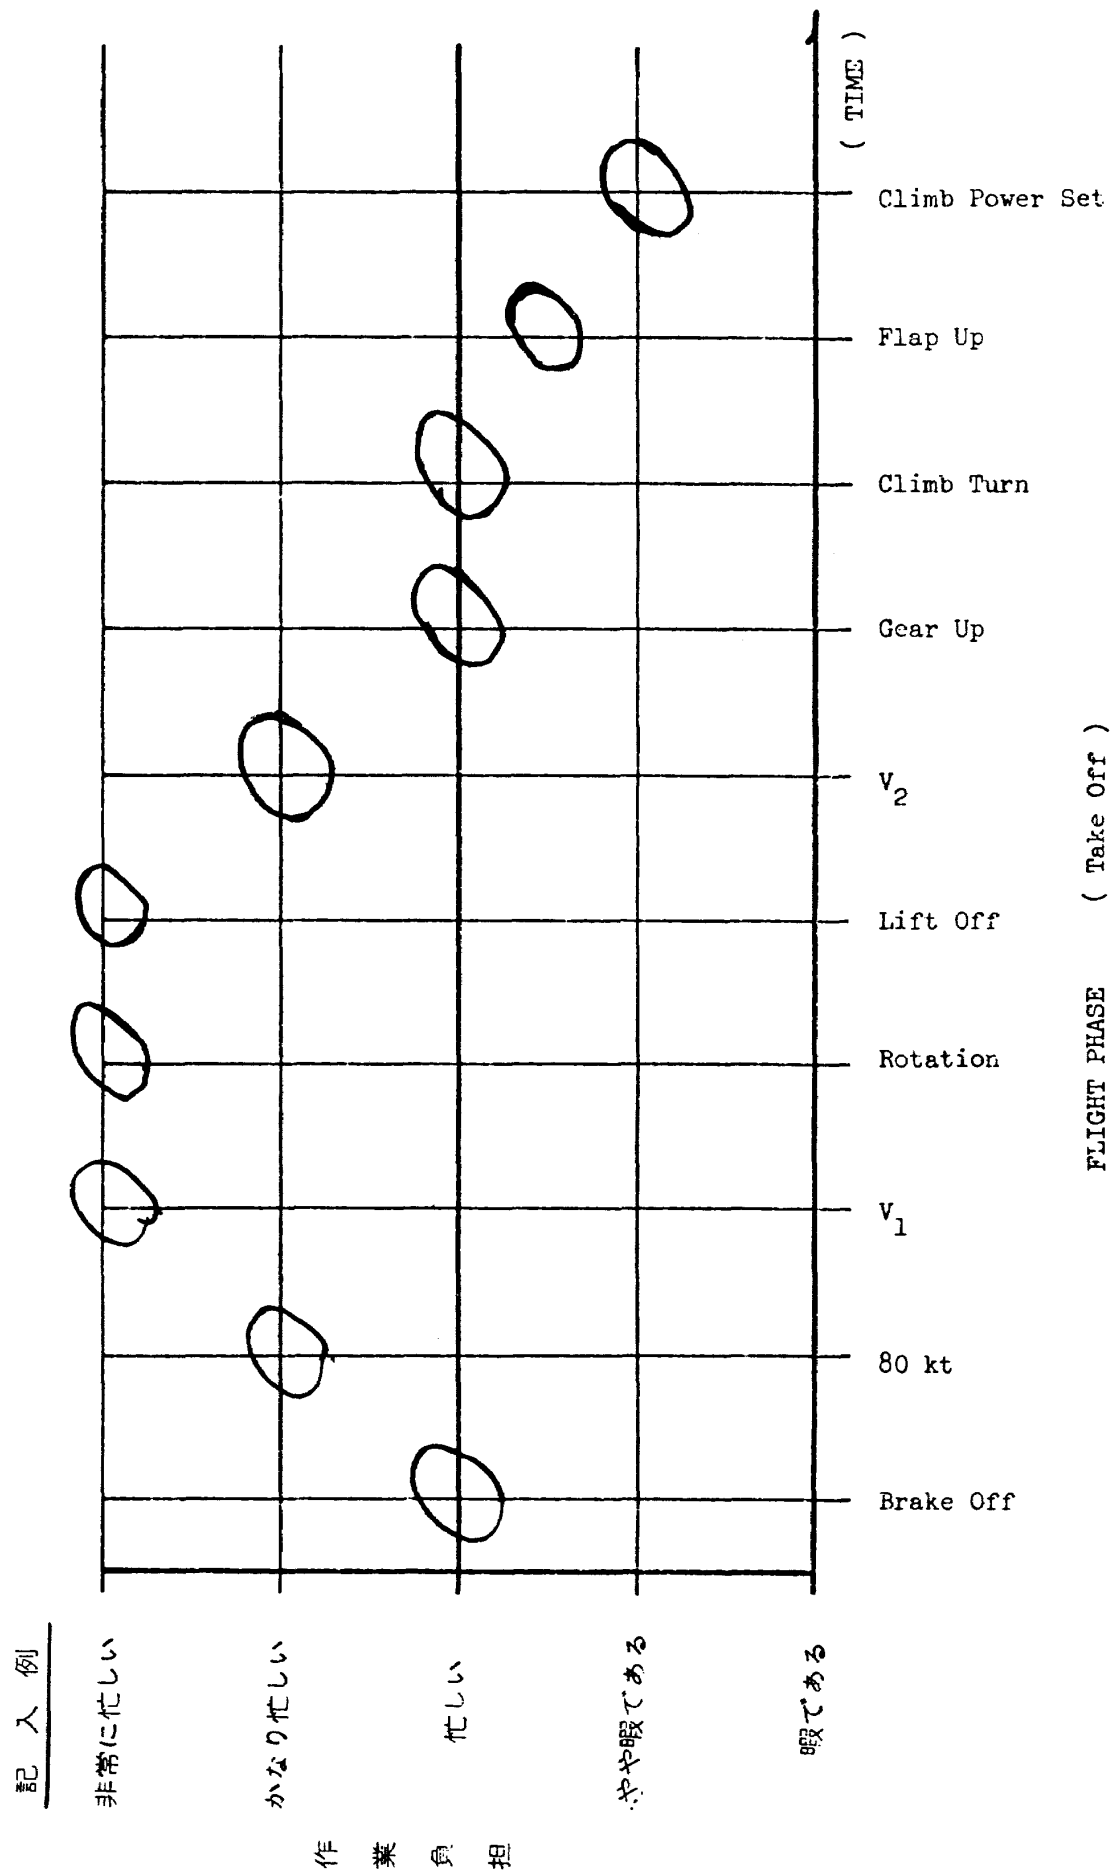 記入例
作業負担
非常に忙しい
かなり忙しい
忙しい
やや暇である
暇である
Brake Off
80 kt
V1
Rotation
Lift Off
V2
Gear Up
Climb Turn
Flap Up
Climb Power Set
( TIME )
FLIGHT PHASE ( Take Off )